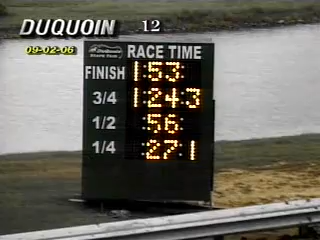 DUQUOIN 12
09-02-06
RACE TIME
FINISH 1:53:
3/4 1:24:3
1/2 :56:
1/4 :27:1